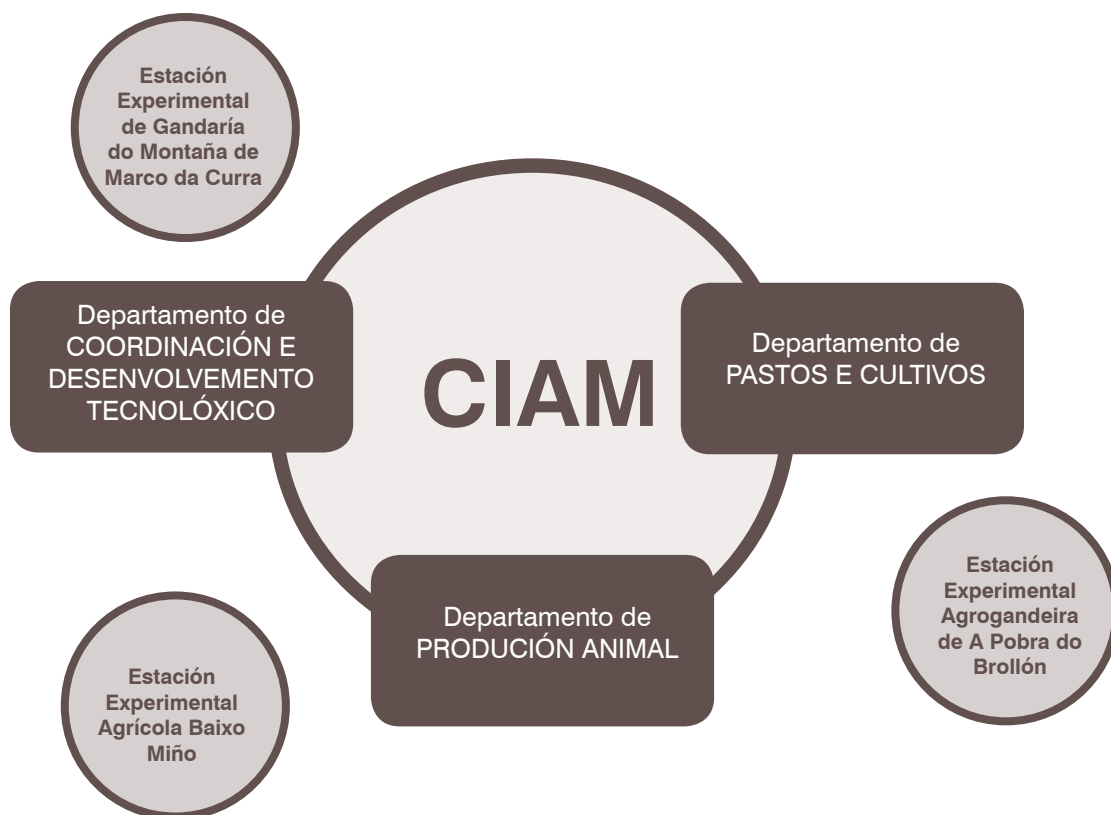 Estación
Experimental
de Gandaría
do Montaña de
Marco da Curra
Departamento de
COORDINACIÓN E
DESENVOLVEMENTO
TECNOLÓXICO
CIAM
Departamento de
PASTOS E CULTIVOS
Departamento de
PRODUCIÓN ANIMAL
Estación
Experimental
Agrogandeira
de A Pobra do
Brollón
Estación
Experimental
Agrícola Baixo
Miño